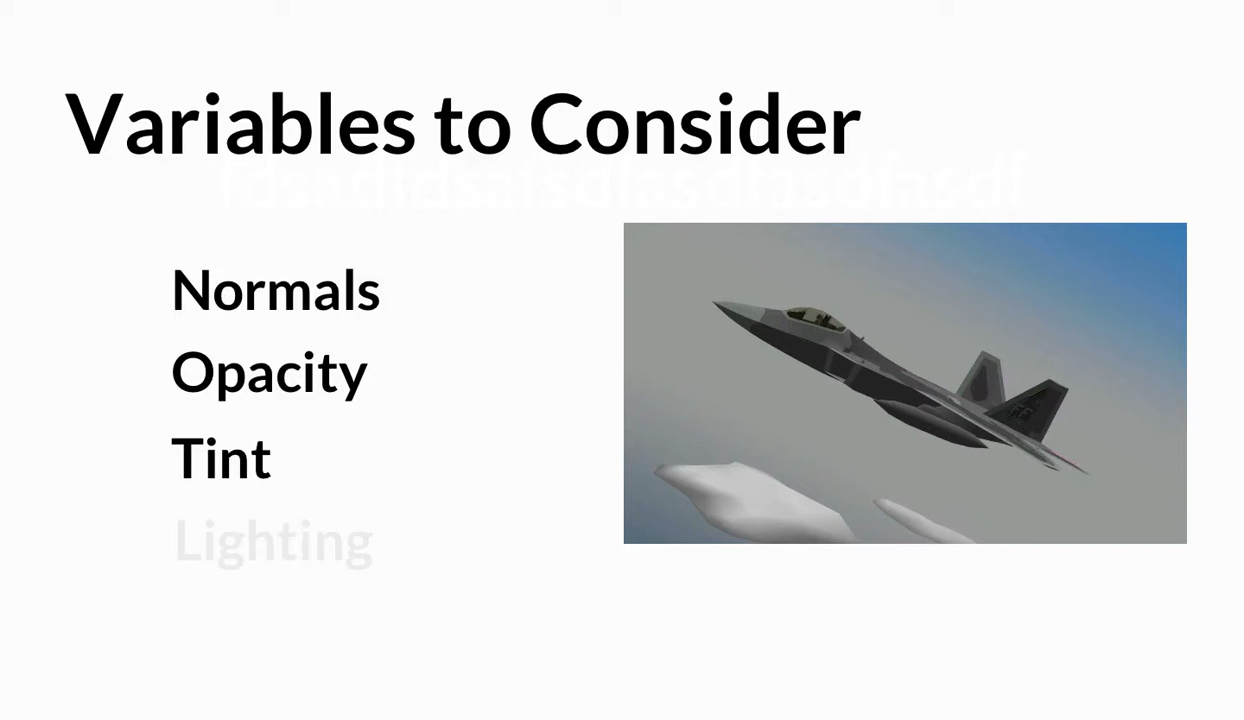 Variables to Consider
Normals
Opacity
Tint
Lighting